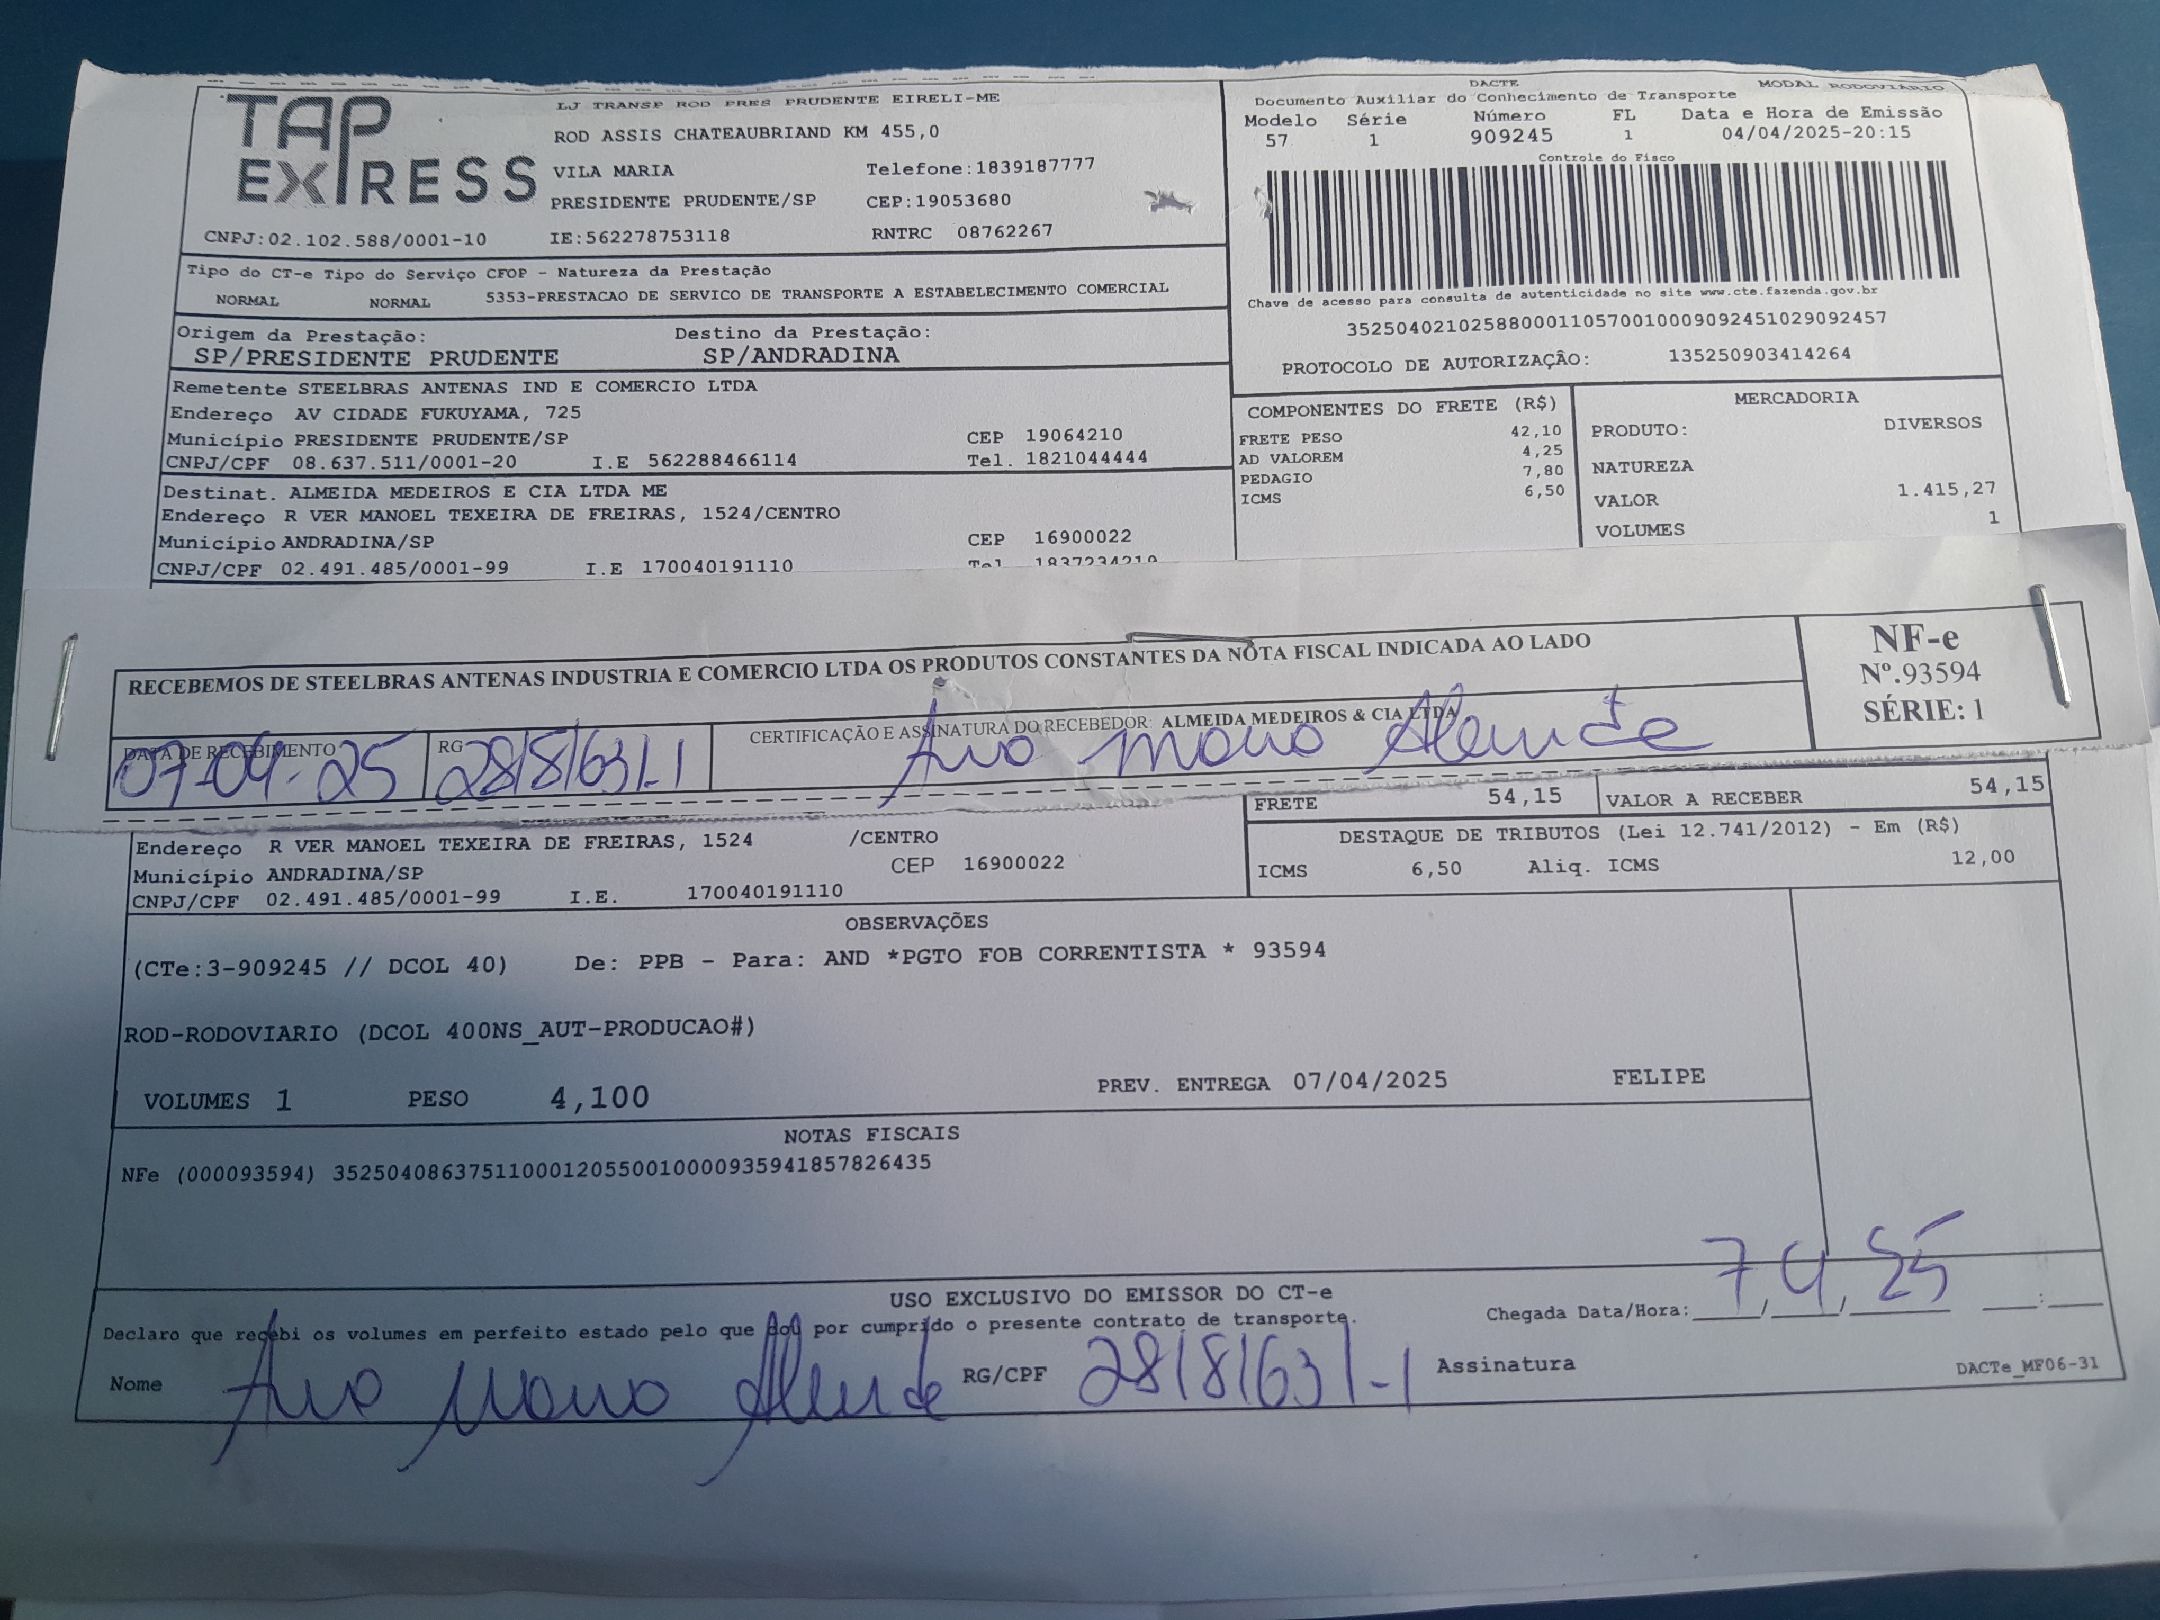 TAP EXPRESS
LJ TRANSP ROD PRES PRUDENTE EIRELI-ME
ROD ASSIS CHATEAUBRIAND KM 455,0
VILA MARIA Telefone:1839187777
PRESIDENTE PRUDENTE/SP CEP:19053680
CNPJ:02.102.588/0001-10 IE:562278753118 RNTRC 08762267
DACTE MODAL RODOVIÁRIO
Documento Auxiliar do Conhecimento de Transporte
Modelo Série Número FL Data e Hora de Emissão
57 1 909245 1 04/04/2025-20:15
Controle do Fisco
Chave de acesso para consulta de autenticidade no site www.cte.fazenda.gov.br
35250402102588000110570010009092451029092457
PROTOCOLO DE AUTORIZAÇÃO: 135250903414264
Tipo do CT-e Tipo do Serviço CFOP - Natureza da Prestação
NORMAL NORMAL 5353-PRESTACAO DE SERVICO DE TRANSPORTE A ESTABELECIMENTO COMERCIAL
Origem da Prestação: Destino da Prestação:
SP/PRESIDENTE PRUDENTE SP/ANDRADINA
Remetente STEELBRAS ANTENAS IND E COMERCIO LTDA
Endereço AV CIDADE FUKUYAMA, 725
Município PRESIDENTE PRUDENTE/SP CEP 19064210
CNPJ/CPF 08.637.511/0001-20 I.E 562288466114 Tel. 1821044444
Destinat. ALMEIDA MEDEIROS E CIA LTDA ME
Endereço R VER MANOEL TEXEIRA DE FREIRAS, 1524/CENTRO
Município ANDRADINA/SP CEP 16900022
CNPJ/CPF 02.491.485/0001-99 I.E 170040191110 Tel 1837234210
COMPONENTES DO FRETE (R$)
FRETE PESO 42,10
AD VALOREM 4,25
PEDAGIO 7,80
ICMS 6,50
MERCADORIA
PRODUTO: DIVERSOS
NATUREZA
VALOR 1.415,27
VOLUMES 1
RECEBEMOS DE STEELBRAS ANTENAS INDUSTRIA E COMERCIO LTDA OS PRODUTOS CONSTANTES DA NOTA FISCAL INDICADA AO LADO
NF-e
Nº.93594
SÉRIE: 1
DATA DE RECEBIMENTO RG CERTIFICAÇÃO E ASSINATURA DO RECEBEDOR: ALMEIDA MEDEIROS & CIA LTDA
07-04-25 28181631-1 Ana Maria
FRETE 54,15 VALOR A RECEBER 54,15
DESTAQUE DE TRIBUTOS (Lei 12.741/2012) - Em (R$)
ICMS 6,50 Aliq. ICMS 12,00
Endereço R VER MANOEL TEXEIRA DE FREIRAS, 1524 /CENTRO
Município ANDRADINA/SP CEP 16900022
CNPJ/CPF 02.491.485/0001-99 I.E. 170040191110
OBSERVAÇÕES
(CTe:3-909245 // DCOL 40) De: PPB - Para: AND *PGTO FOB CORRENTISTA * 93594
ROD-RODOVIARIO (DCOL 400NS_AUT-PRODUCAO#)
VOLUMES 1 PESO 4,100 PREV. ENTREGA 07/04/2025 FELIPE
NOTAS FISCAIS
NFe (000093594) 35250408637511000120550010000935941857826435
USO EXCLUSIVO DO EMISSOR DO CT-e
Declaro que recebi os volumes em perfeito estado pelo que dou por cumprido o presente contrato de transporte. Chegada Data/Hora: 7/4/25 :
Nome Ana Maria RG/CPF 28181631-1 Assinatura DACTe_MF06-31